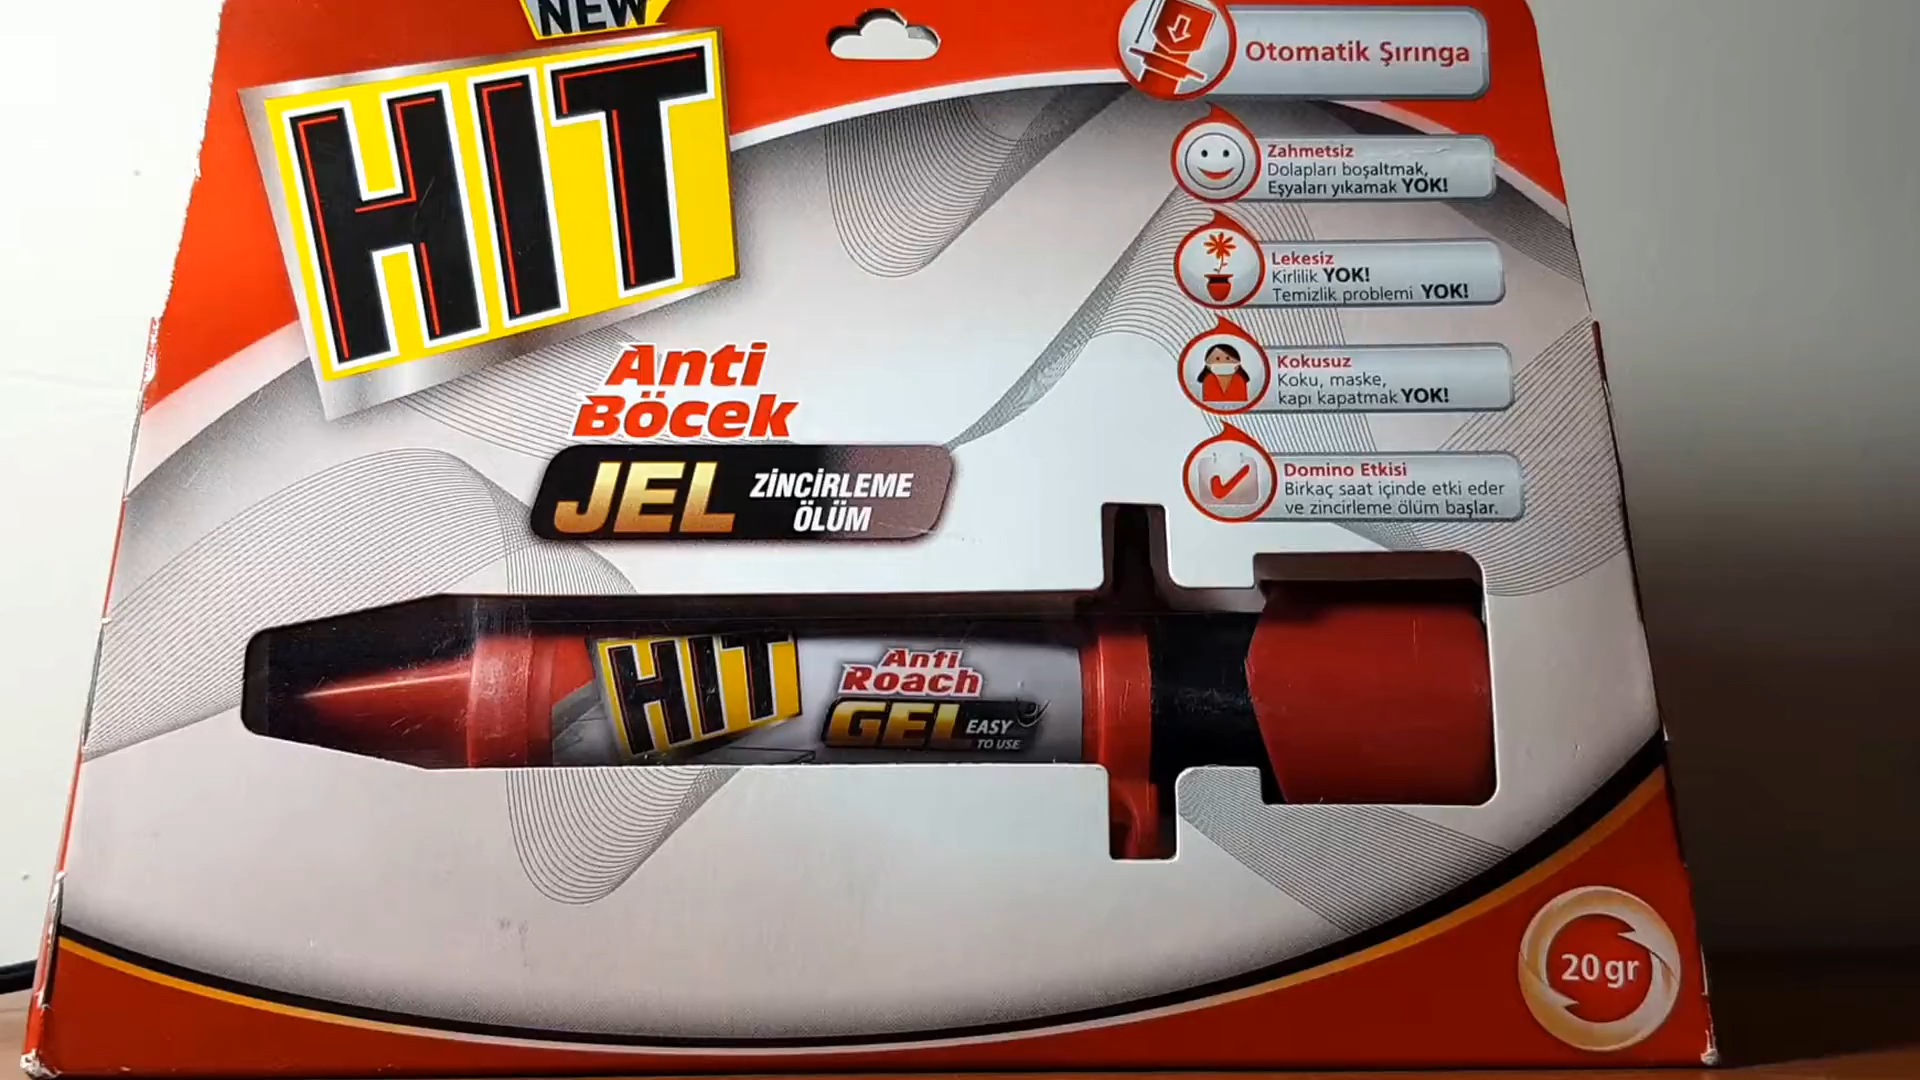 NEW
HIT
Otomatik Şırınga
Zahmetsiz
Dolapları boşaltmak,
Eşyaları yıkamak YOK!
Lekesiz
Kirlilik YOK!
Temizlik problemi YOK!
Kokusuz
Koku, maske,
kapı kapatmak YOK!
Domino Etkisi
Birkaç saat içinde etki eder
ve zincirleme ölüm başlar.
Anti
Böcek
JEL ZİNCİRLEME
ÖLÜM
HIT
Anti
Roach
GEL EASY
TO USE
20 gr